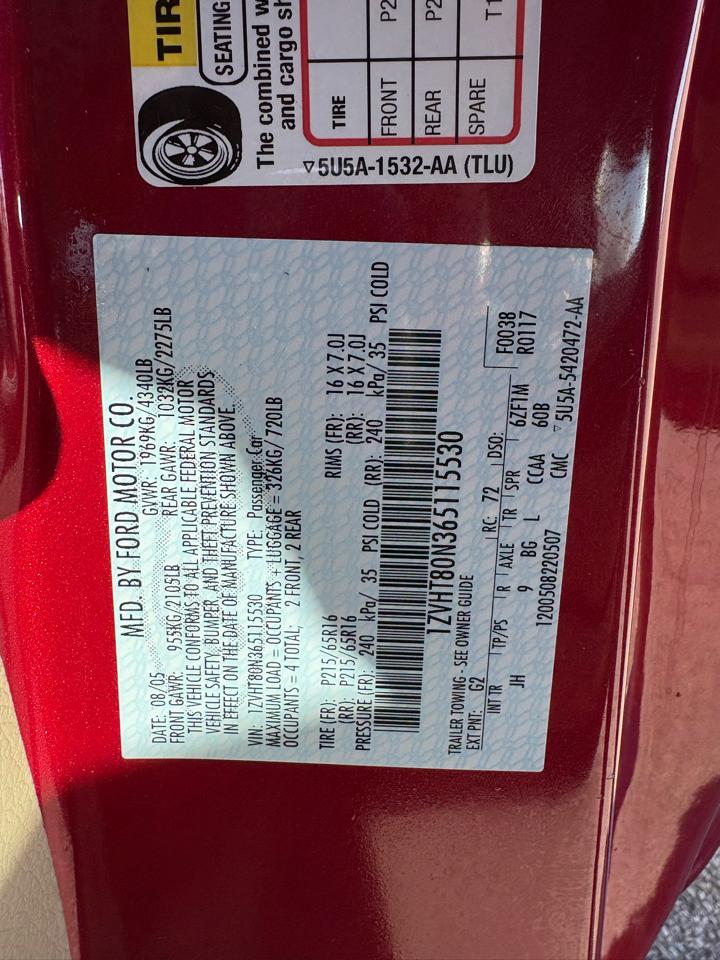 TIR
SEATING
The combined w
and cargo sh
TIRE
FRONT P2
REAR P2
SPARE T1
▽5U5A-1532-AA (TLU)
MFD. BY FORD MOTOR CO.
DATE: 08/05 GVWR: 1969KG/4340LB
FRONT GAWR: 955KG/2105LB REAR GAWR: 1032KG/2275LB
THIS VEHICLE CONFORMS TO ALL APPLICABLE FEDERAL MOTOR
VEHICLE SAFETY, BUMPER, AND THEFT PREVENTION STANDARDS
IN EFFECT ON THE DATE OF MANUFACTURE SHOWN ABOVE.
VIN: 1ZVHT80N365115530 TYPE: Passenger Car
MAXIMUM LOAD = OCCUPANTS + LUGGAGE = 326KG/720LB
OCCUPANTS = 4 TOTAL, 2 FRONT, 2 REAR
TIRE (FR): P215/65R16 RIMS (FR): 16 X 7.0J
(RR): P215/65R16 (RR): 16 X 7.0J
PRESSURE (FR): 240 kPa/ 35 PSI COLD (RR): 240 kPa/ 35 PSI COLD
1ZVHT80N365115530
TRAILER TOWING - SEE OWNER GUIDE
EXT PNT: G2 RC: 72 DSO: F0038
INT TR TP/PS R AXLE TR SPR 6ZF1M R0117
JH 9 BG L CCAA 60B
1200508220507 CMC ▽5U5A-5420472-AA